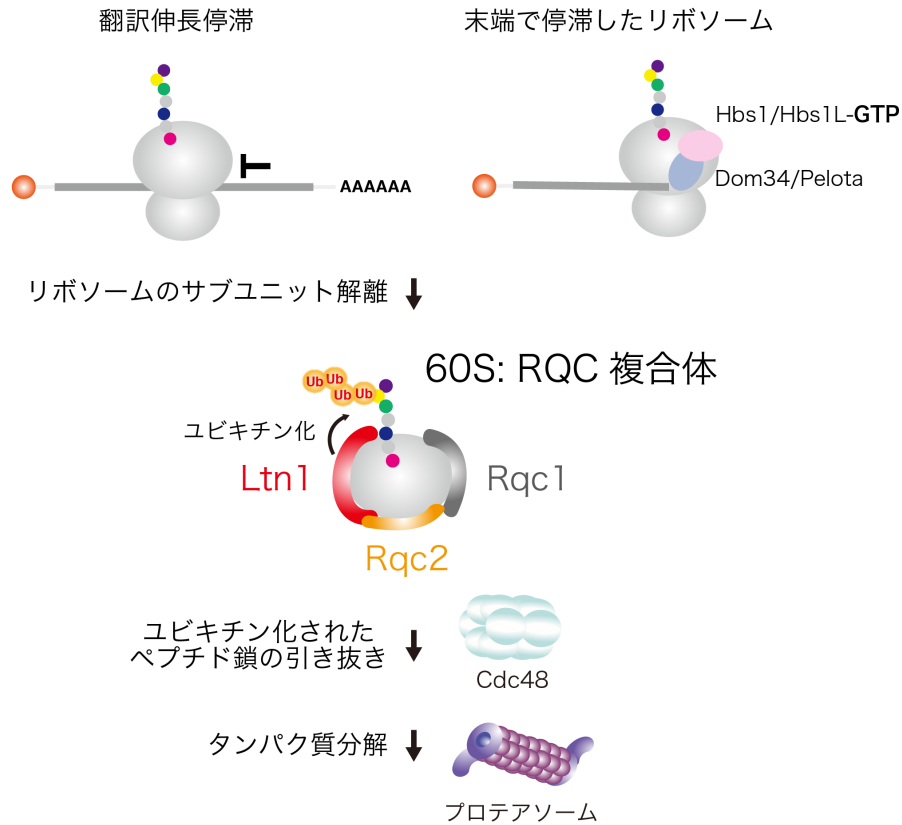 翻訳伸長停滞
末端で停滞したリボソーム
Hbs1/Hbs1L-GTP
Dom34/Pelota
AAAAAA
リボソームのサブユニット解離
60S: RQC 複合体
Ub Ub Ub Ub
ユビキチン化
Ltn1
Rqc1
Rqc2
ユビキチン化された
ペプチド鎖の引き抜き
Cdc48
タンパク質分解
プロテアソーム